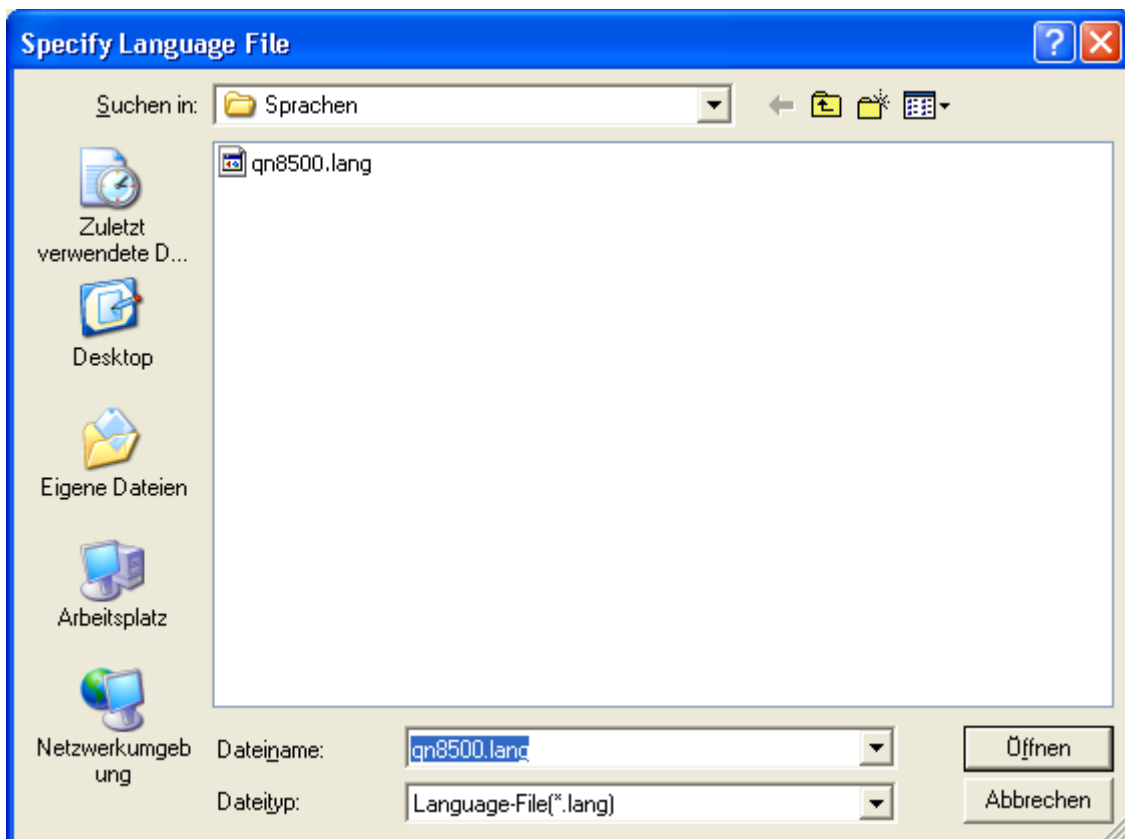 Specify Language File
Suchen in:
Sprachen
qn8500.lang
Zuletzt
verwendete D...
Desktop
Eigene Dateien
Arbeitsplatz
Netzwerkumgeb
ung
Dateiname:
qn8500.lang
Öffnen
Dateityp:
Language-File(*.lang)
Abbrechen